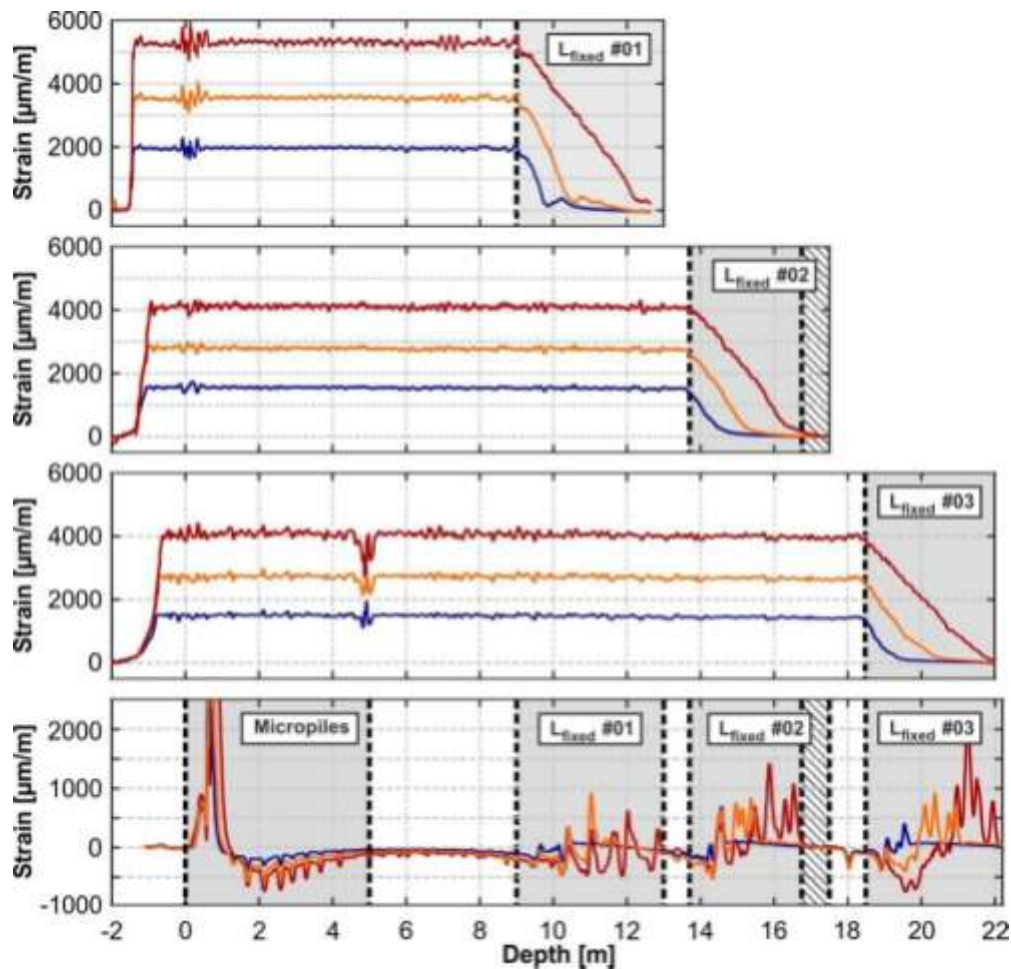 6000
4000
2000
0
Strain [µm/m]
Lfixed #01
6000
4000
2000
0
Strain [µm/m]
Lfixed #02
6000
4000
2000
0
Strain [µm/m]
Lfixed #03
2000
1000
0
-1000
Strain [µm/m]
Micropiles
Lfixed #01
Lfixed #02
Lfixed #03
-2 0 2 4 6 8 10 12 14 16 18 20 22
Depth [m]